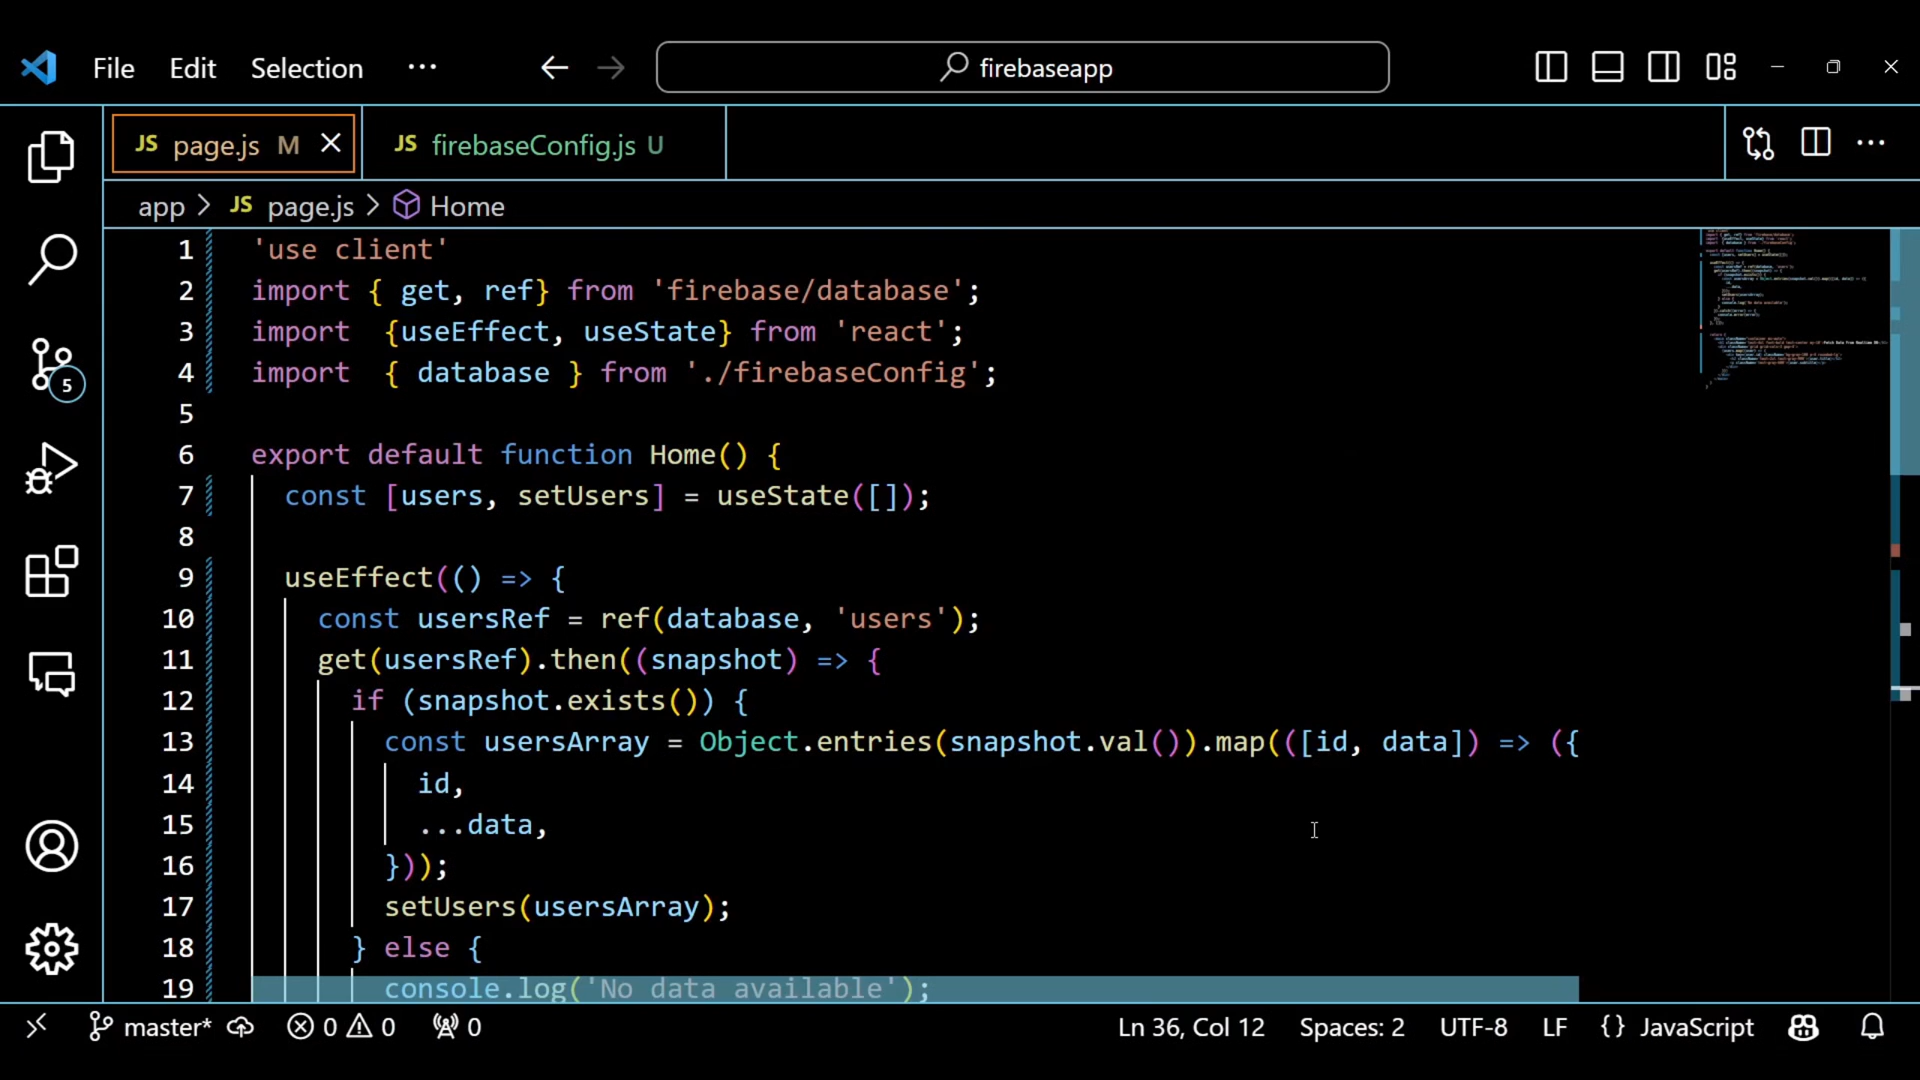 File Edit Selection ··· firebaseapp
JS page.js M JS firebaseConfig.js U
app > JS page.js > Home
1 'use client'
2 import { get, ref} from 'firebase/database';
3 import  {useEffect, useState} from 'react';
4 import  { database } from './firebaseConfig';
5
6 export default function Home() {
7 const [users, setUsers] = useState([]);
8
9 useEffect(() => {
10 const usersRef = ref(database, 'users');
11 get(usersRef).then((snapshot) => {
12 if (snapshot.exists()) {
13 const usersArray = Object.entries(snapshot.val()).map(([id, data]) => ({
14 id,
15 ...data,
16 }));
17 setUsers(usersArray);
18 } else {
19 console.log('No data available');
5
master* 0 0 0 Ln 36, Col 12 Spaces: 2 UTF-8 LF {} JavaScript